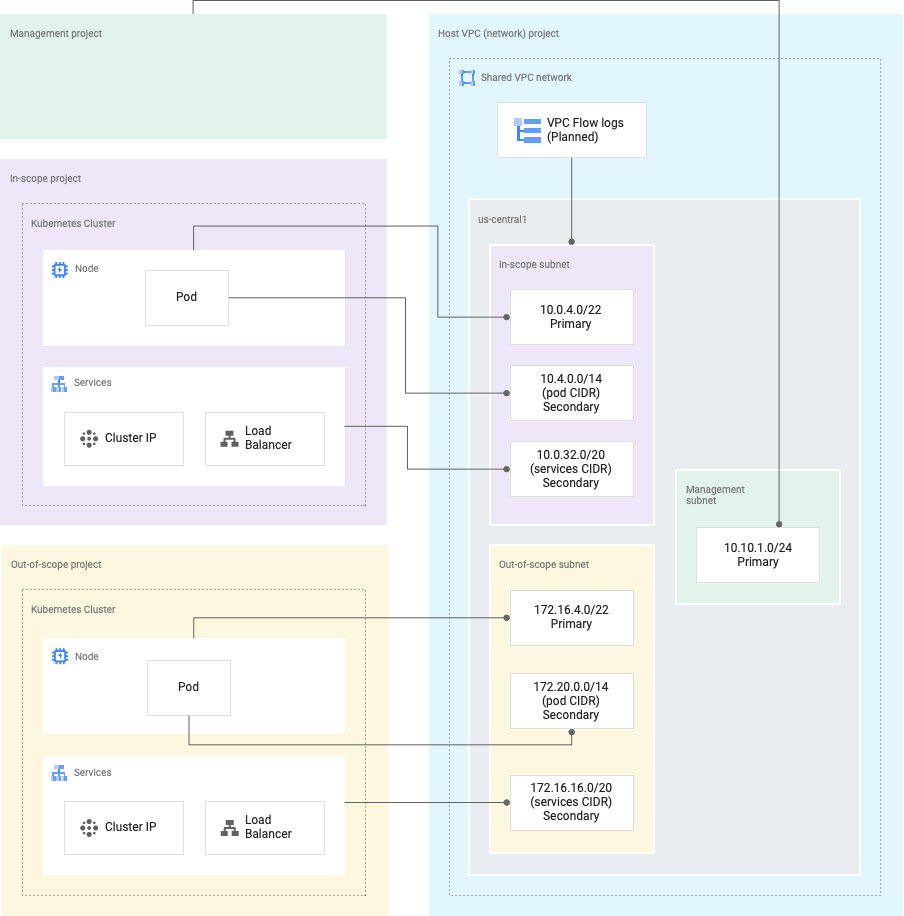 Management project
Host VPC (network) project
Shared VPC network
VPC Flow logs
(Planned)
In-scope project
Kubernetes Cluster
Node
Pod
Services
Cluster IP
Load
Balancer
us-central1
In-scope subnet
10.0.4.0/22
Primary
10.4.0.0/14
(pod CIDR)
Secondary
10.0.32.0/20
(services CIDR)
Secondary
Management
subnet
10.10.1.0/24
Primary
Out-of-scope project
Kubernetes Cluster
Node
Pod
Services
Cluster IP
Load
Balancer
Out-of-scope subnet
172.16.4.0/22
Primary
172.20.0.0/14
(pod CIDR)
Secondary
172.16.16.0/20
(services CIDR)
Secondary